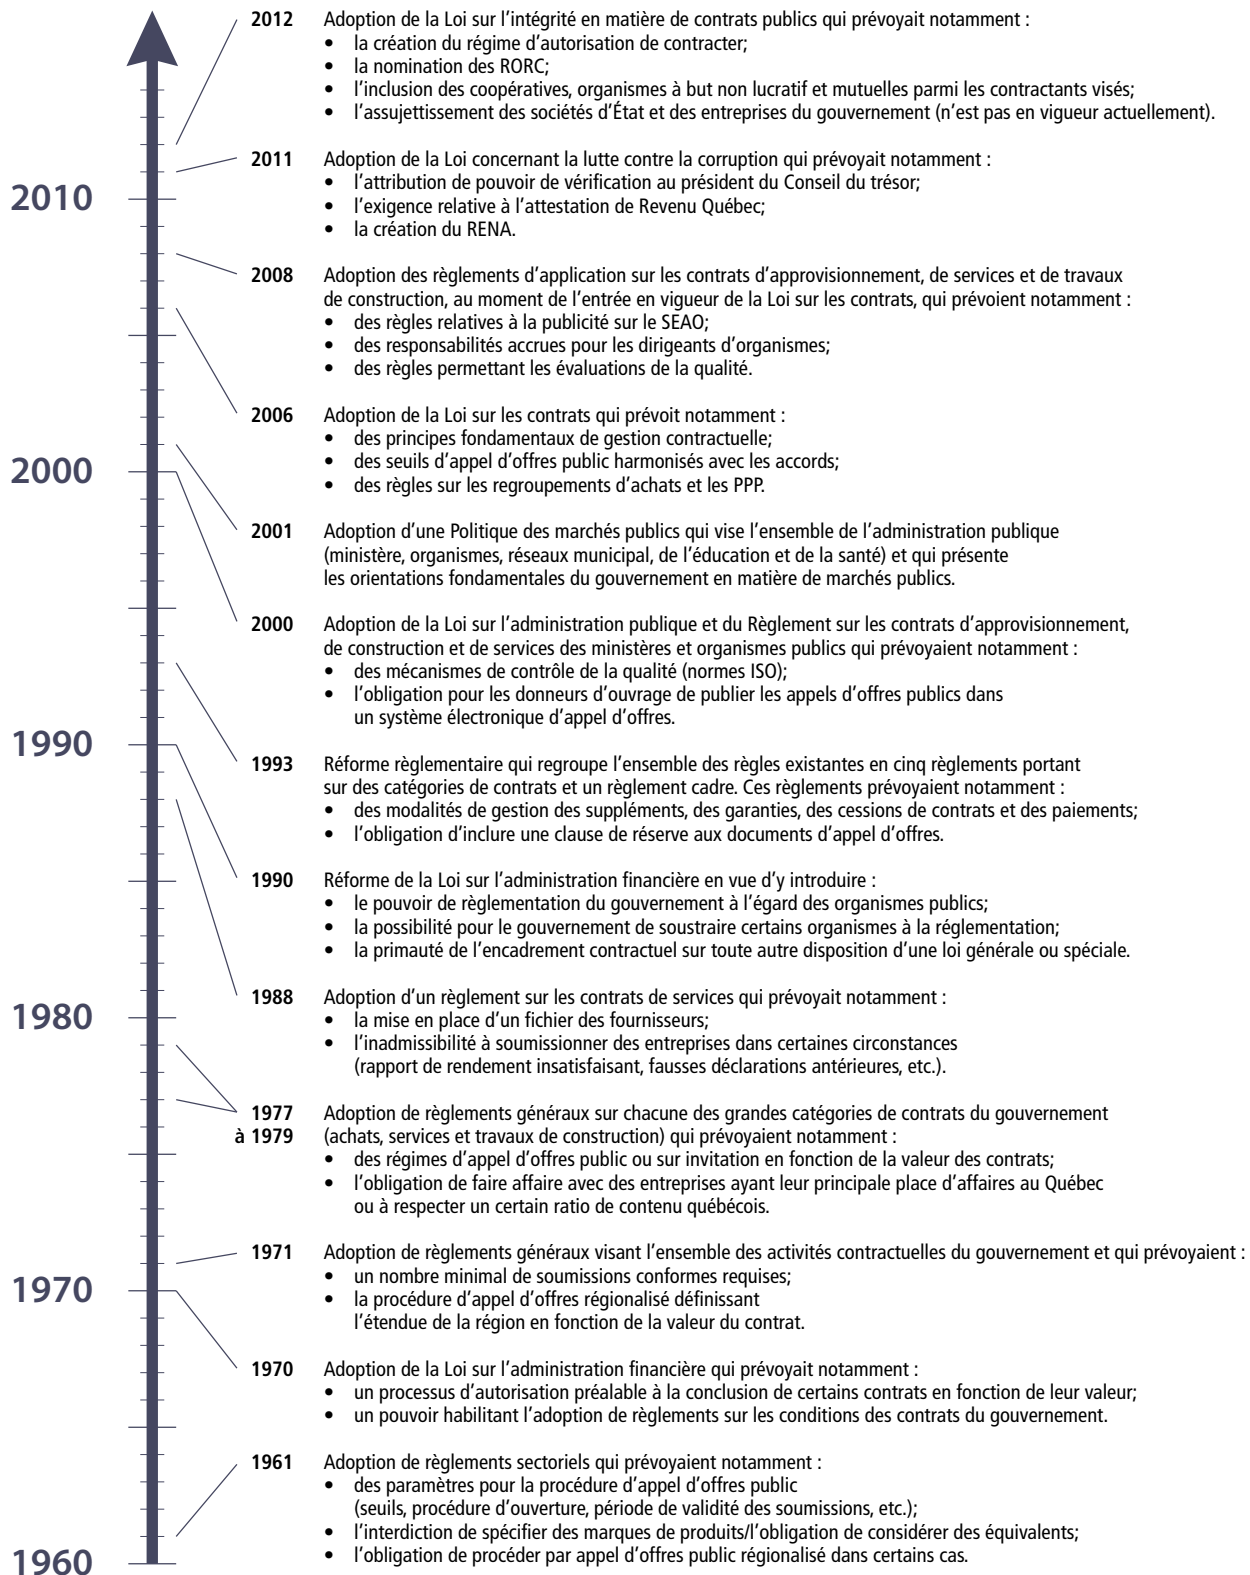 2012 Adoption de la Loi sur l'intégrité en matière de contrats publics qui prévoyait notamment :
• la création du régime d'autorisation de contracter;
• la nomination des RORC;
• l'inclusion des coopératives, organismes à but non lucratif et mutuelles parmi les contractants visés;
• l'assujettissement des sociétés d'État et des entreprises du gouvernement (n'est pas en vigueur actuellement).
2011 Adoption de la Loi concernant la lutte contre la corruption qui prévoyait notamment :
• l'attribution de pouvoir de vérification au président du Conseil du trésor;
2010
• l'exigence relative à l'attestation de Revenu Québec;
• la création du RENA.
2008 Adoption des règlements d'application sur les contrats d'approvisionnement, de services et de travaux
de construction, au moment de l'entrée en vigueur de la Loi sur les contrats, qui prévoient notamment :
• des règles relatives à la publicité sur le SEAO;
• des responsabilités accrues pour les dirigeants d'organismes;
• des règles permettant les évaluations de la qualité.
2006 Adoption de la Loi sur les contrats qui prévoit notamment :
• des principes fondamentaux de gestion contractuelle;
• des seuils d'appel d'offres public harmonisés avec les accords;
2000
• des règles sur les regroupements d'achats et les PPP.
2001 Adoption d'une Politique des marchés publics qui vise l'ensemble de l'administration publique
(ministère, organismes, réseaux municipal, de l'éducation et de la santé) et qui présente
les orientations fondamentales du gouvernement en matière de marchés publics.
2000 Adoption de la Loi sur l'administration publique et du Règlement sur les contrats d'approvisionnement,
de construction et de services des ministères et organismes publics qui prévoyaient notamment :
• des mécanismes de contrôle de la qualité (normes ISO);
• l'obligation pour les donneurs d'ouvrage de publier les appels d'offres publics dans
un système électronique d'appel d'offres.
1990
1993 Réforme règlementaire qui regroupe l'ensemble des règles existantes en cinq règlements portant
sur des catégories de contrats et un règlement cadre. Ces règlements prévoyaient notamment :
• des modalités de gestion des suppléments, des garanties, des cessions de contrats et des paiements;
• l'obligation d'inclure une clause de réserve aux documents d'appel d'offres.
1990 Réforme de la Loi sur l'administration financière en vue d'y introduire :
• le pouvoir de règlementation du gouvernement à l'égard des organismes publics;
• la possibilité pour le gouvernement de soustraire certains organismes à la réglementation;
• la primauté de l'encadrement contractuel sur toute autre disposition d'une loi générale ou spéciale.
1988 Adoption d'un règlement sur les contrats de services qui prévoyait notamment :
1980
• la mise en place d'un fichier des fournisseurs;
• l'inadmissibilité à soumissionner des entreprises dans certaines circonstances
(rapport de rendement insatisfaisant, fausses déclarations antérieures, etc.).
1977 Adoption de règlements généraux sur chacune des grandes catégories de contrats du gouvernement
à 1979 (achats, services et travaux de construction) qui prévoyaient notamment :
• des régimes d'appel d'offres public ou sur invitation en fonction de la valeur des contrats;
• l'obligation de faire affaire avec des entreprises ayant leur principale place d'affaires au Québec
ou à respecter un certain ratio de contenu québécois.
1971 Adoption de règlements généraux visant l'ensemble des activités contractuelles du gouvernement et qui prévoyaient :
• un nombre minimal de soumissions conformes requises;
1970
• la procédure d'appel d'offres régionalisé définissant
l'étendue de la région en fonction de la valeur du contrat.
1970 Adoption de la Loi sur l'administration financière qui prévoyait notamment :
• un processus d'autorisation préalable à la conclusion de certains contrats en fonction de leur valeur;
• un pouvoir habilitant l'adoption de règlements sur les conditions des contrats du gouvernement.
1961 Adoption de règlements sectoriels qui prévoyaient notamment :
• des paramètres pour la procédure d'appel d'offres public
(seuils, procédure d'ouverture, période de validité des soumissions, etc.);
• l'interdiction de spécifier des marques de produits/l'obligation de considérer des équivalents;
• l'obligation de procéder par appel d'offres public régionalisé dans certains cas.
1960